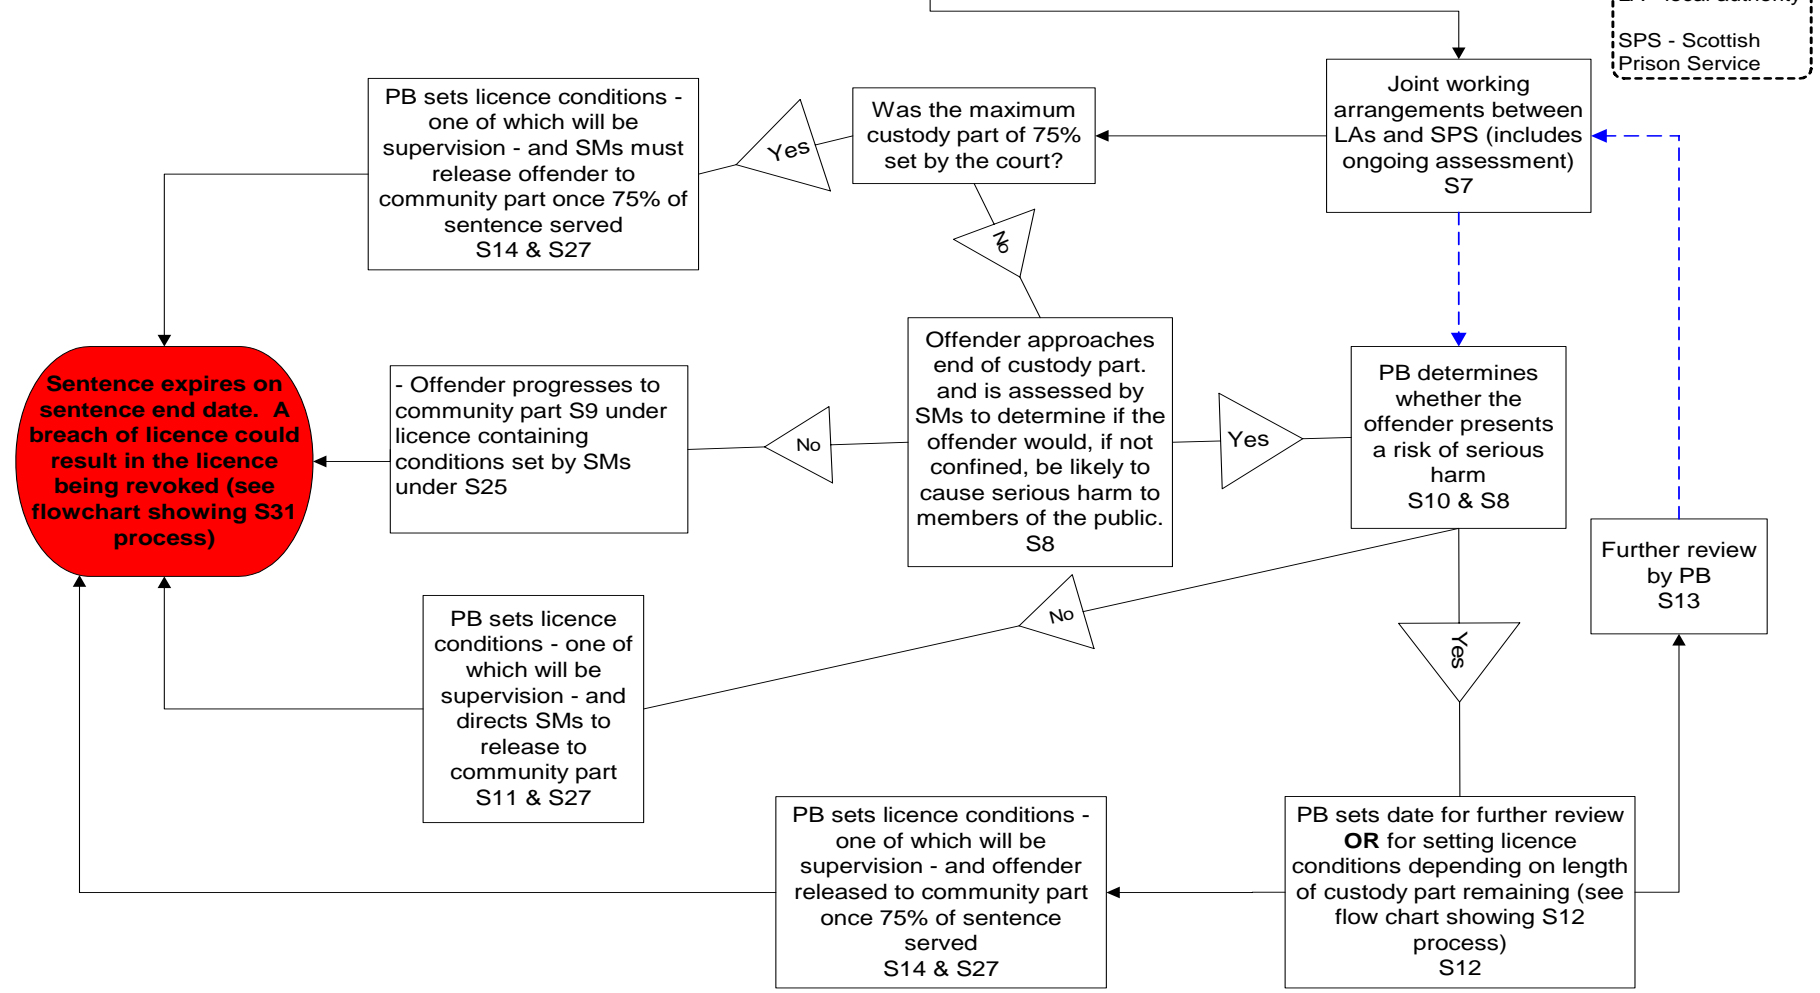 SPS - Scottish
Prison Service
Joint working
arrangements between
LAs and SPS (includes
ongoing assessment)
S7
Was the maximum
custody part of 75%
set by the court?
Yes
PB sets licence conditions -
one of which will be
supervision - and SMs must
release offender to
community part once 75% of
sentence served
S14 & S27
No
Offender approaches
end of custody part.
and is assessed by
SMs to determine if the
offender would, if not
confined, be likely to
cause serious harm to
members of the public.
S8
Yes
PB determines
whether the
offender presents
a risk of serious
harm
S10 & S8
No
- Offender progresses to
community part S9 under
licence containing
conditions set by SMs
under S25
Sentence expires on
sentence end date.  A
breach of licence could
result in the licence
being revoked (see
flowchart showing S31
process)
Further review
by PB
S13
No
Yes
PB sets licence
conditions - one of
which will be
supervision - and
directs SMs to
release to
community part
S11 & S27
PB sets licence conditions -
one of which will be
supervision - and offender
released to community part
once 75% of sentence
served
S14 & S27
PB sets date for further review
OR for setting licence
conditions depending on length
of custody part remaining (see
flow chart showing S12
process)
S12